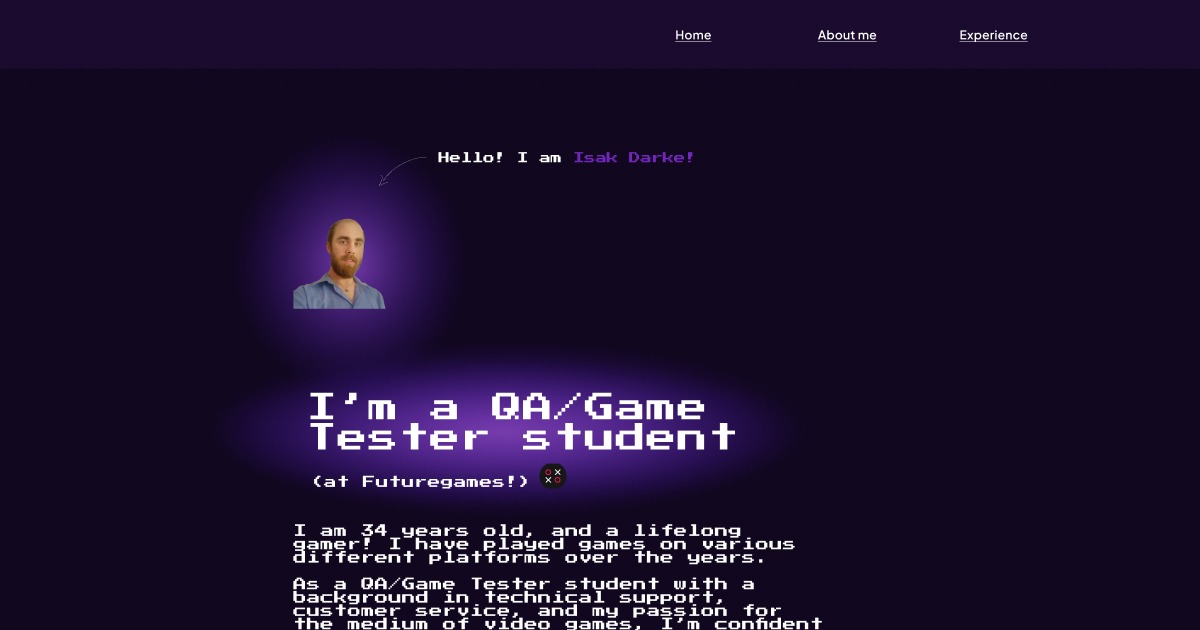 Home About me Experience
Hello! I am Isak Darke!
I'm a QA/Game
Tester student
(at Futuregames!)
I am 34 years old, and a lifelong
gamer! I have played games on various
different platforms over the years.
As a QA/Game Tester student with a
background in technical support,
customer service, and my passion for
the medium of video games, I'm confident